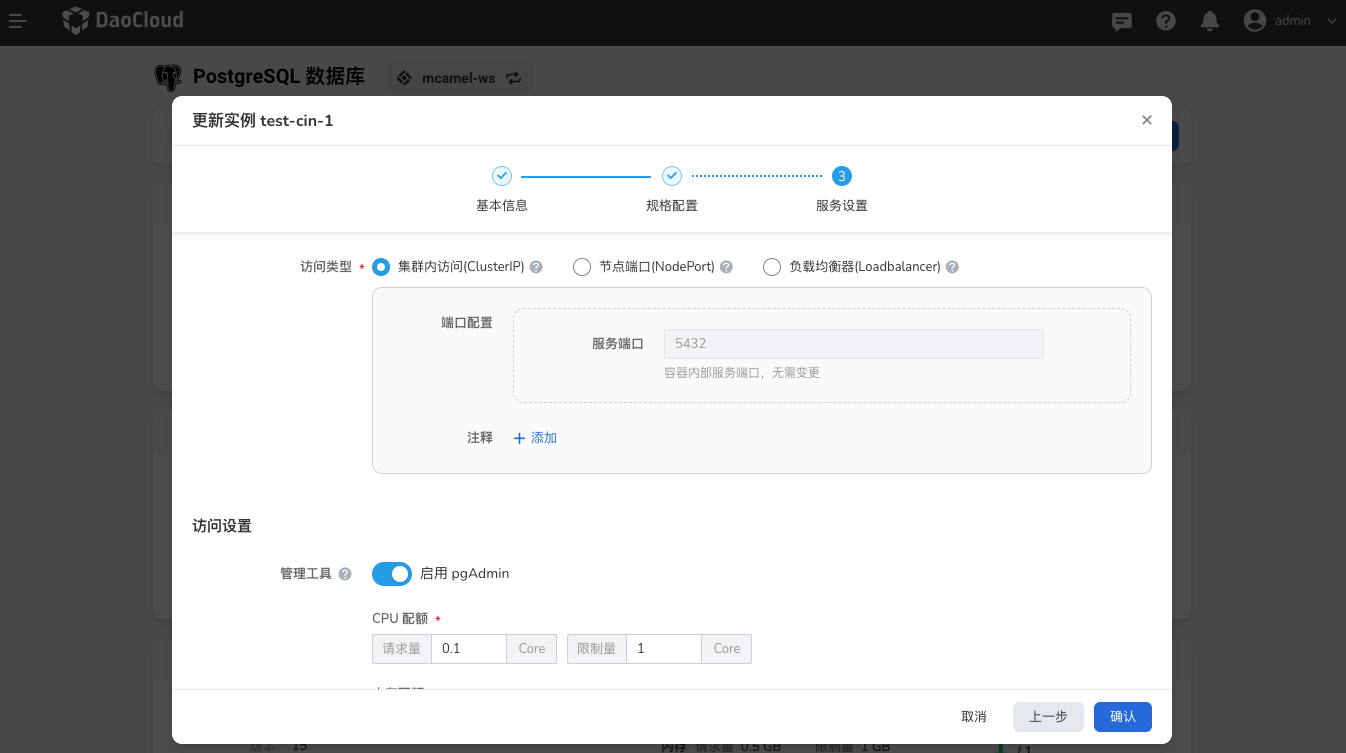 DaoCloud
admin
PostgreSQL 数据库 mcamel-ws
更新实例 test-cin-1
3
基本信息 规格配置 服务设置
访问类型 * 集群内访问(ClusterIP) ? 节点端口(NodePort) ? 负载均衡器(Loadbalancer) ?
端口配置
服务端口 5432
容器内部服务端口，无需变更
注释 + 添加
访问设置
管理工具 ? 启用 pgAdmin
CPU 配额 *
请求量 0.1 Core 限制量 1 Core
取消 上一步 确认
版本 15 内存 请求量 0.5 GB 限制量 1 GB / 1